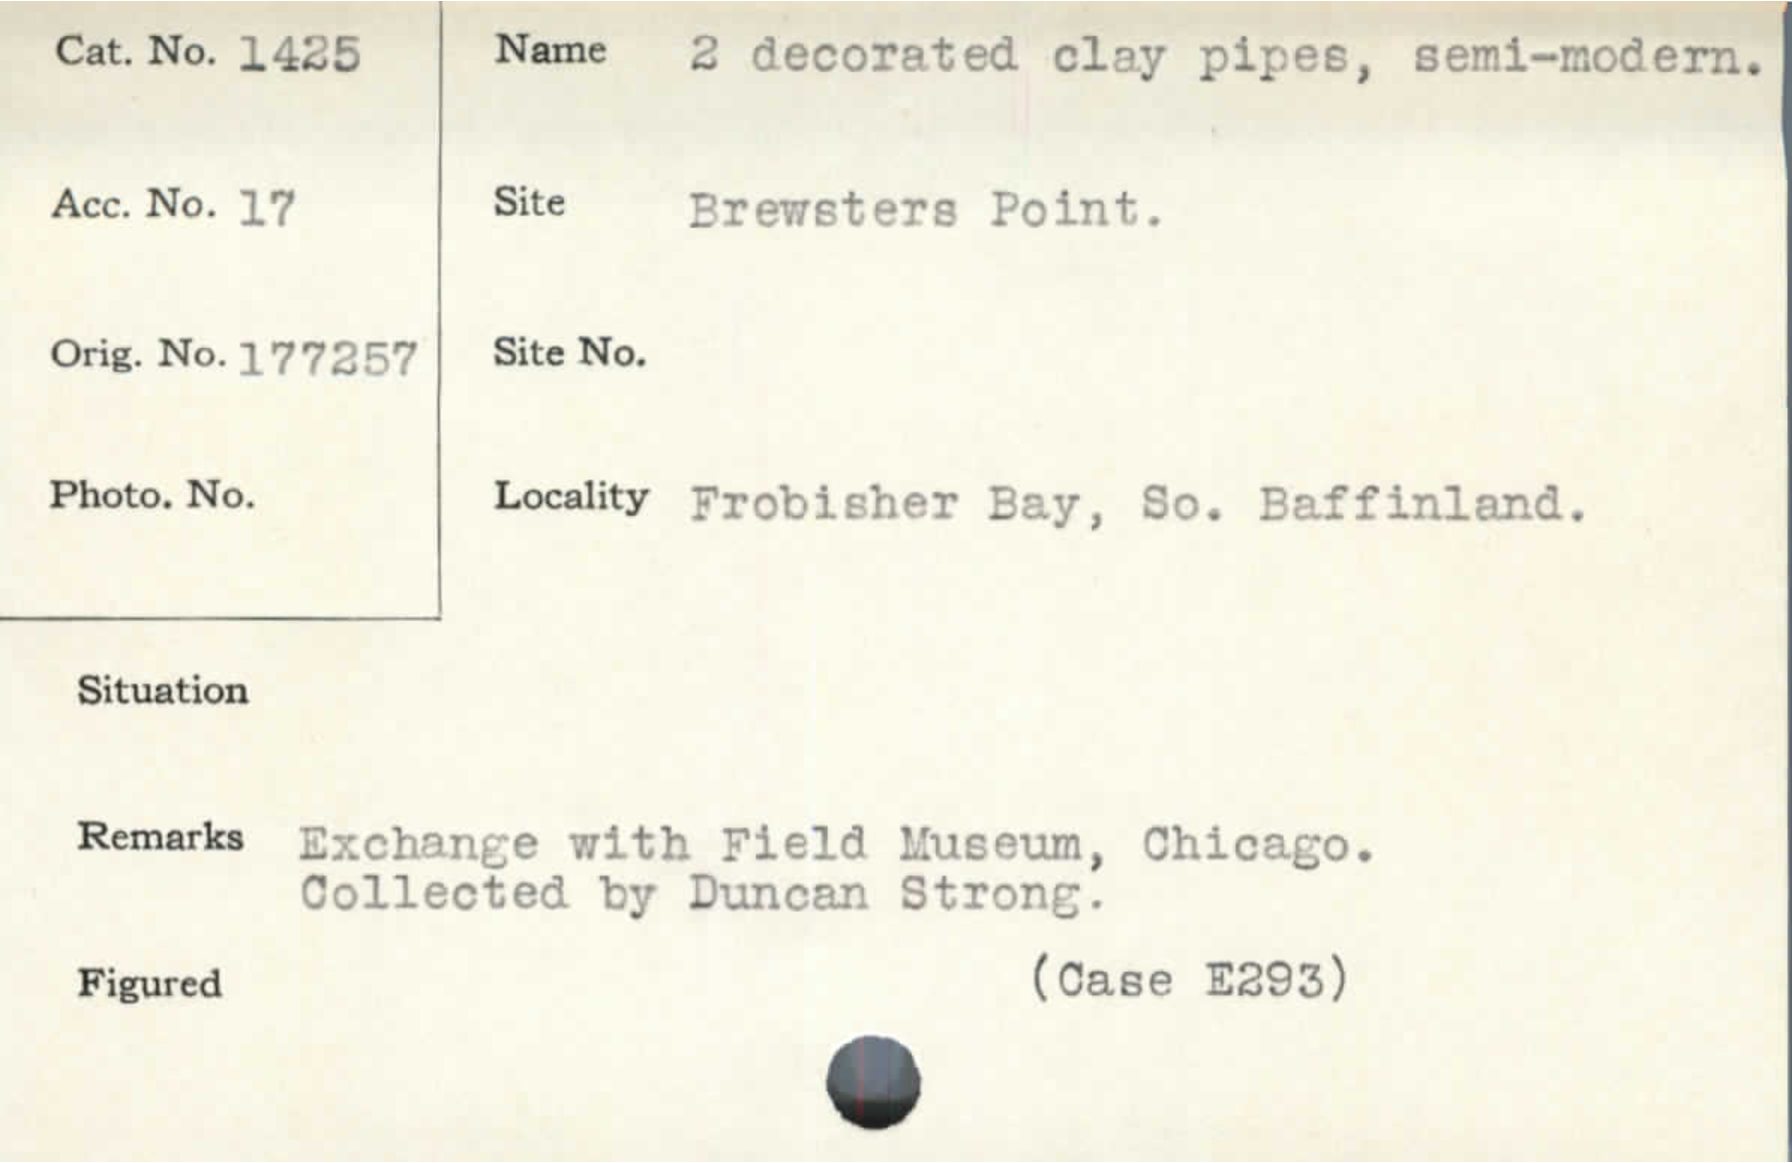 Cat. No. 1425
Name 2 decorated clay pipes, semi-modern.
Acc. No. 17
Site Brewsters Point.
Orig. No. 177257
Site No.
Photo. No.
Locality Frobisher Bay, So. Baffinland.
Situation
Remarks Exchange with Field Museum, Chicago.
Collected by Duncan Strong.
Figured
(Case E293)